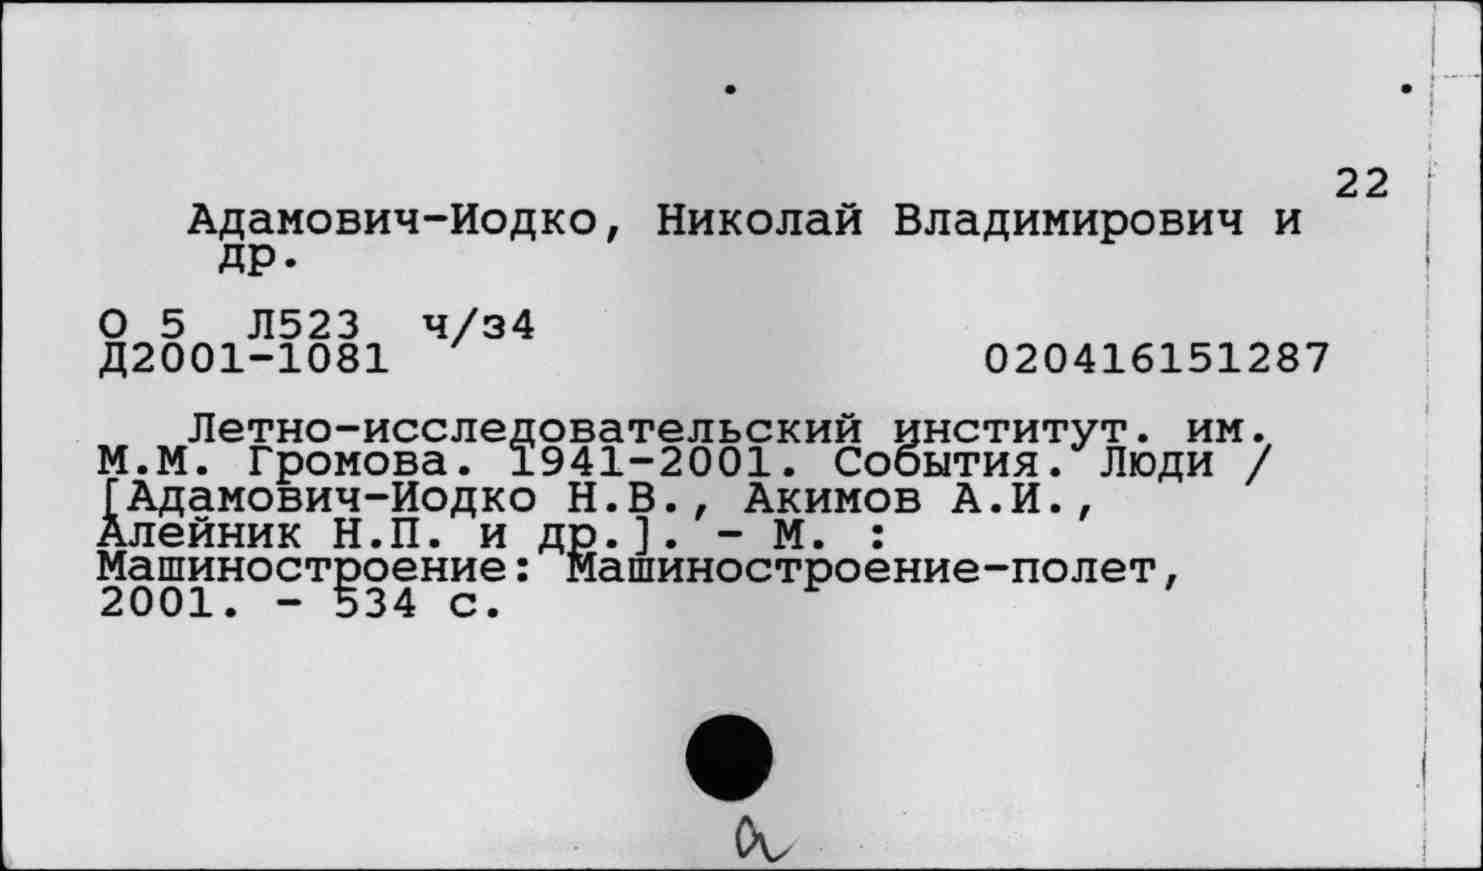 22
Адамович-Иодко, Николай Владимирович и
др.
О 5 Л523 ч/з4
Д2001-1081 020416151287
Летно-исследовательский институт. им.
М.М. Громова. 1941-2001. События. Люди /
[Адамович-Иодко Н.В., Акимов А.И.,
Алейник Н.П. и др.]. - М. :
Машиностроение: Машиностроение-полет,
2001. - 534 с.